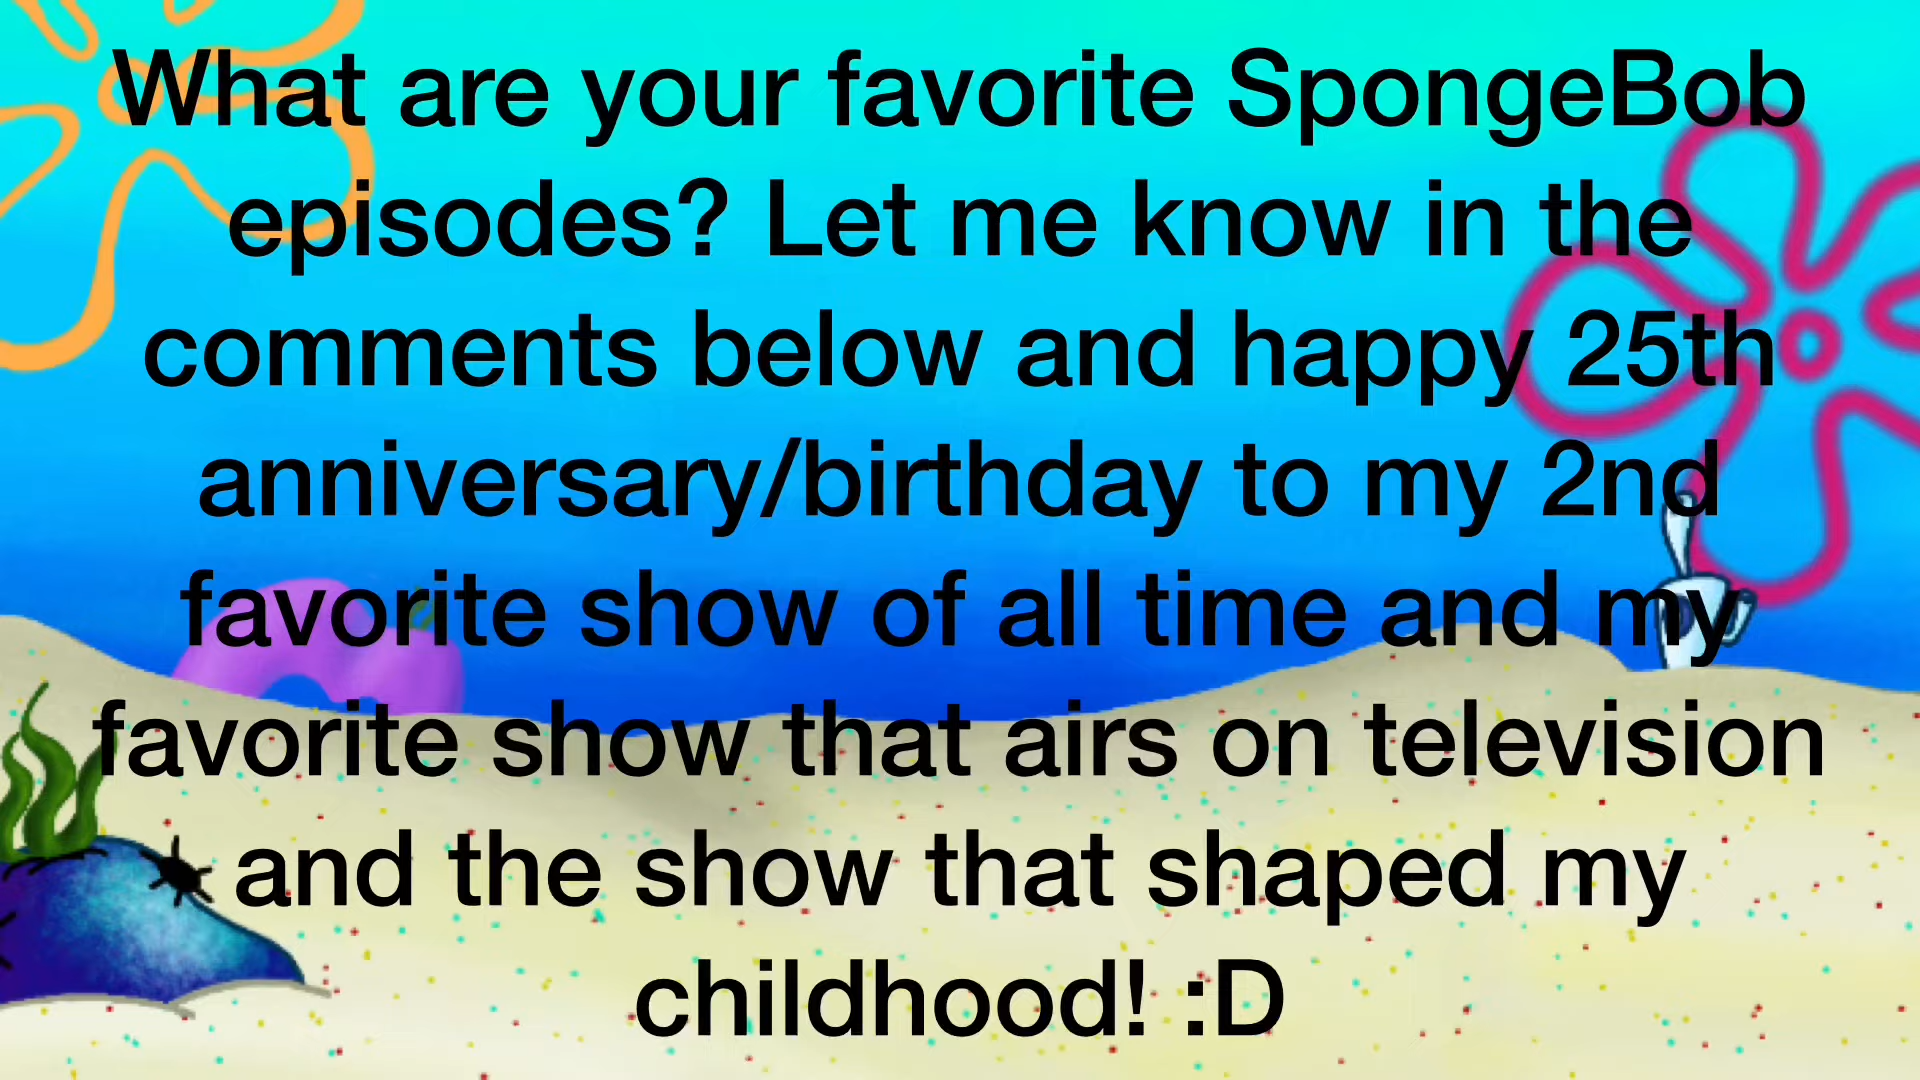 What are your favorite SpongeBob
episodes? Let me know in the
comments below and happy 25th
anniversary/birthday to my 2nd
favorite show of all time and my
favorite show that airs on television
and the show that shaped my
childhood! :D